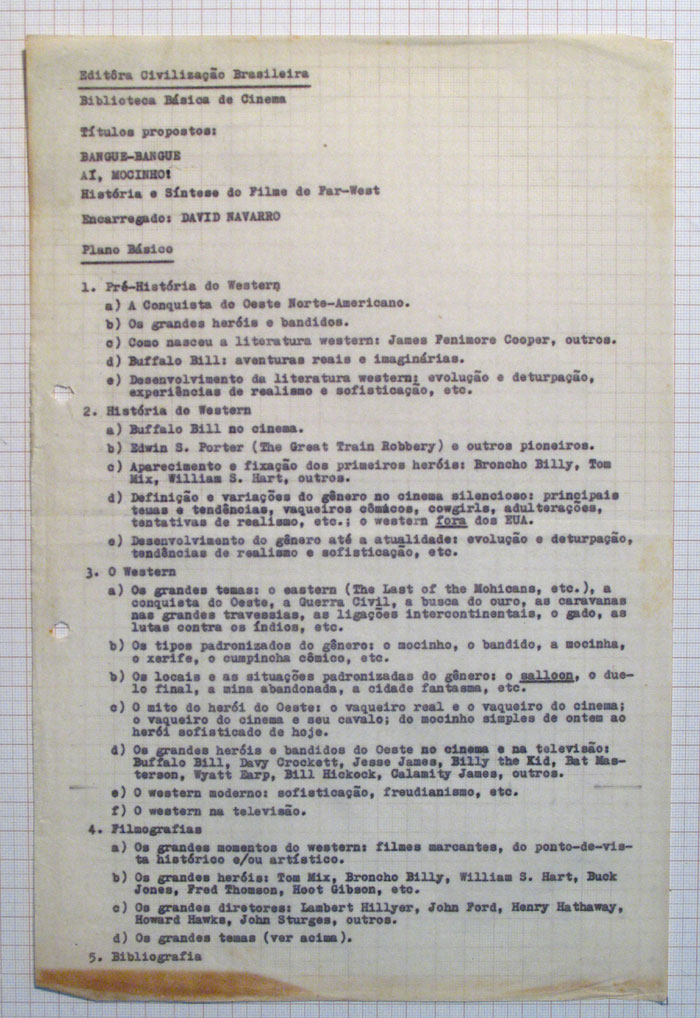 Editôra Civilização Brasileira
Biblioteca Básica de Cinema
Títulos propostos:
BANGUE-BANGUE
AÍ, MOCINHO!
História e Síntese do Filme de Far-West
Encarregado: DAVID NAVARRO
Plano Básico
1. Pré-História do Western
a) A Conquista do Oeste Norte-Americano.
b) Os grandes heróis e bandidos.
c) Como nasceu a literatura western: James Fenimore Cooper, outros.
d) Buffalo Bill: aventuras reais e imaginárias.
e) Desenvolvimento da literatura western: evolução e deturpação,
experiências de realismo e sofisticação, etc.
2. História do Western
a) Buffalo Bill no cinema.
b) Edwin S. Porter (The Great Train Robbery) e outros pioneiros.
c) Aparecimento e fixação dos primeiros heróis: Broncho Billy, Tom
Mix, William S. Hart, outros.
d) Definição e variações do gênero no cinema silencioso: principais
temas e tendências, vaqueiros cômicos, cowgirls, adulterações,
tentativas de realismo, etc.; o western fora dos EUA.
e) Desenvolvimento do gênero até a atualidade: evolução e deturpação,
tendências de realismo e sofisticação, etc.
3. O Western
a) Os grandes temas: o eastern (The Last of the Mohicans, etc.), a
conquista do Oeste, a Guerra Civil, a busca do ouro, as caravanas
nas grandes travessias, as ligações intercontinentais, o gado, as
lutas contra os índios, etc.
b) Os tipos padronizados do gênero: o mocinho, o bandido, a mocinha,
o xerife, o cumpincha cômico, etc.
b) Os locais e as situações padronizadas do gênero: o salloon, o due-
lo final, a mina abandonada, a cidade fantasma, etc.
c) O mito do herói do Oeste: o vaqueiro real e o vaqueiro do cinema;
o vaqueiro do cinema e seu cavalo; do mocinho simples de ontem ao
herói sofisticado de hoje.
d) Os grandes heróis e bandidos do Oeste no cinema e na televisão:
Buffalo Bill, Davy Crockett, Jesse James, Billy the Kid, Bat Mas-
terson, Wyatt Earp, Bill Hickock, Calamity James, outros.
e) O western moderno: sofisticação, freudianismo, etc.
f) O western na televisão.
4. Filmografias
a) Os grandes momentos do western: filmes marcantes, do ponto-de-vis-
ta histórico e/ou artístico.
b) Os grandes heróis: Tom Mix, Broncho Billy, William S. Hart, Buck
Jones, Fred Thomson, Hoot Gibson, etc.
c) Os grandes diretores: Lambert Hillyer, John Ford, Henry Hathaway,
Howard Hawks, John Sturges, outros.
d) Os grandes temas (ver acima).
5. Bibliografia